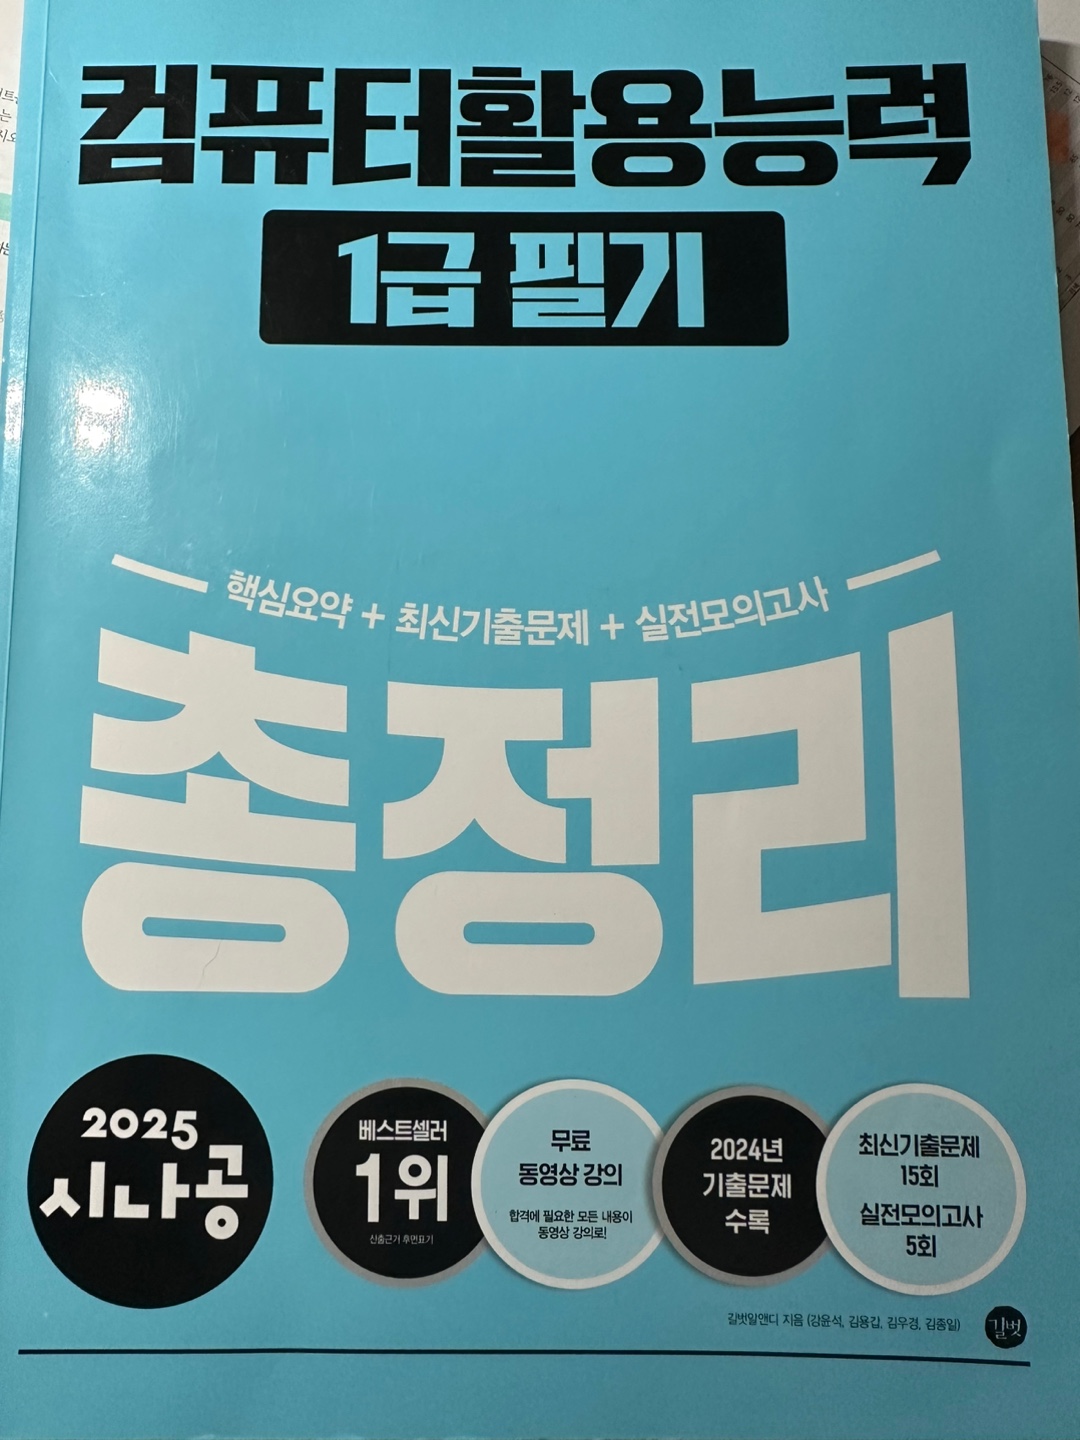 컴퓨터활용능력
1급 필기
핵심요약 + 최신기출문제 + 실전모의고사
총정리
2025
시나공
베스트셀러
1위
산출근거 후면표기
무료
동영상 강의
합격에 필요한 모든 내용이
동영상 강의로!
2024년
기출문제
수록
최신기출문제
15회
실전모의고사
5회
길벗알앤디 지음 (강윤석, 김용갑, 김우경, 김종일)
길벗